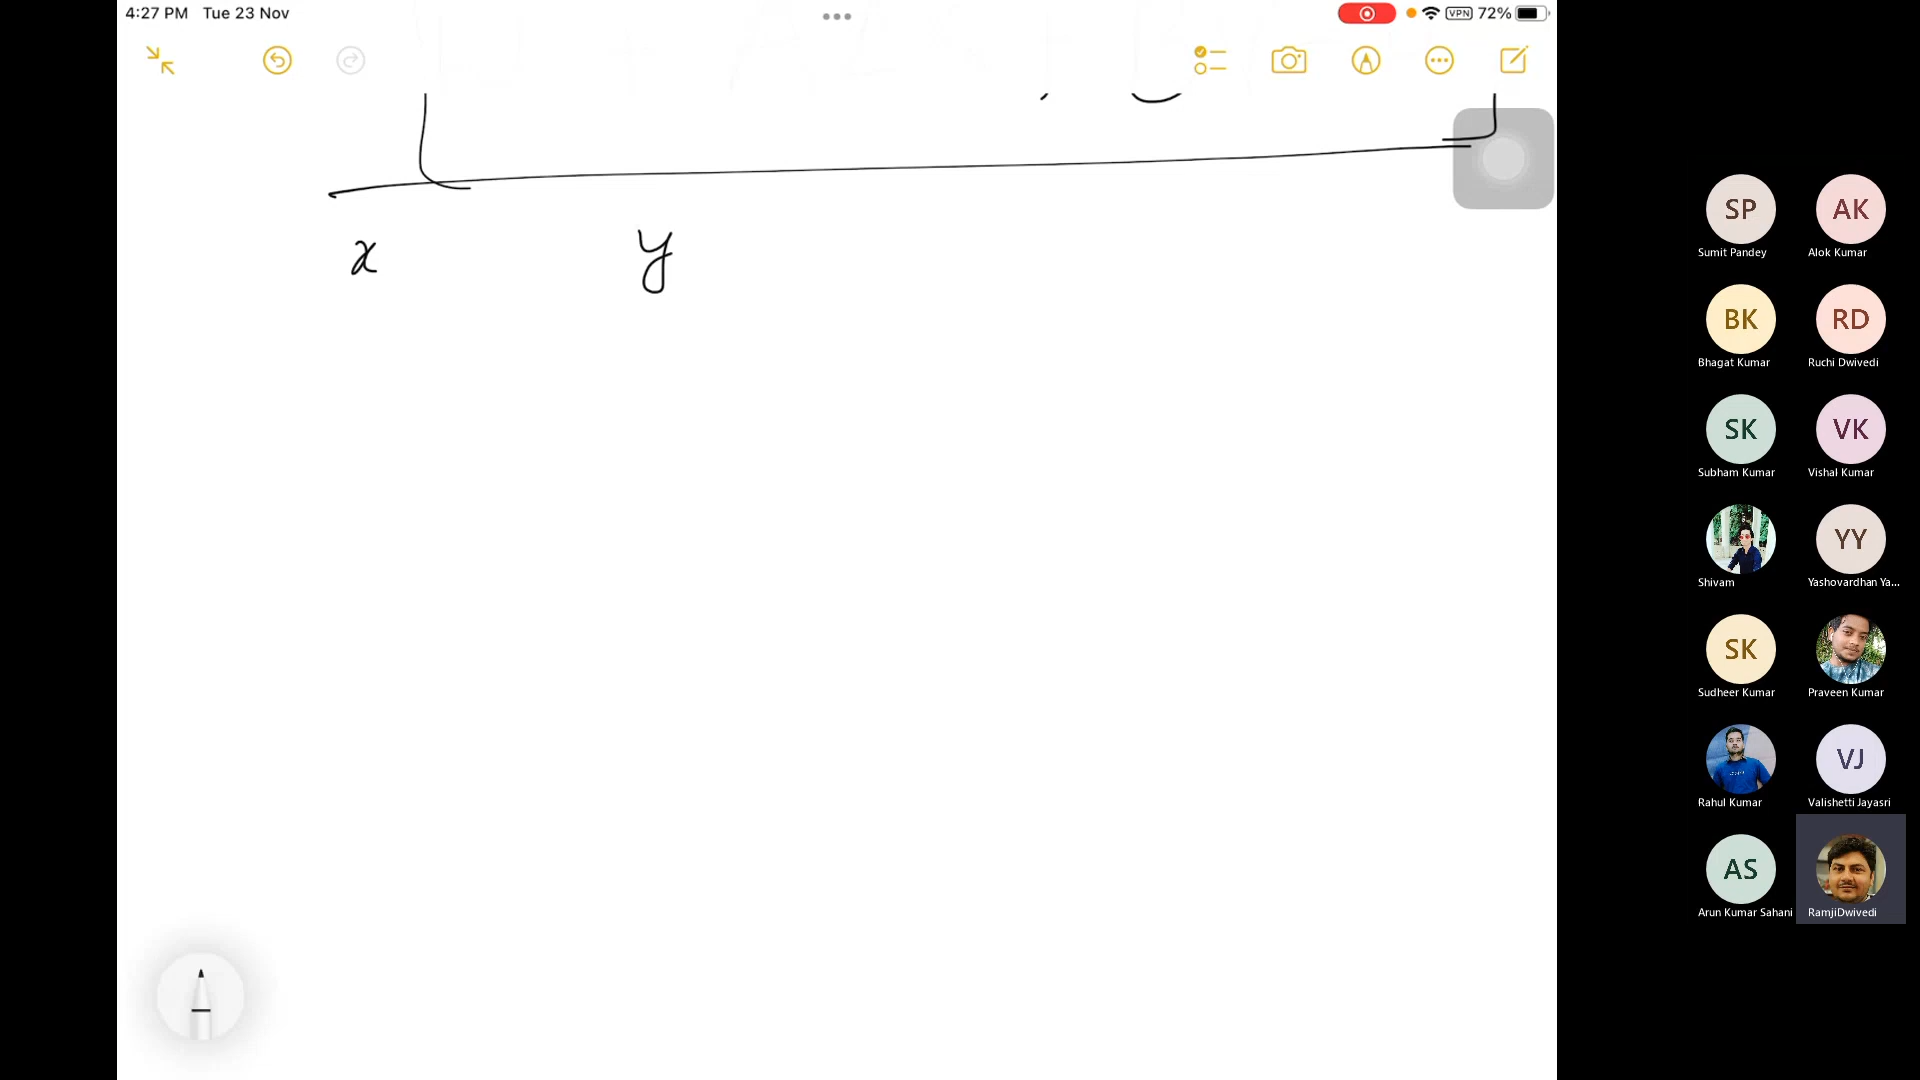 4:27 PM Tue 23 Nov
VPN 72%
x y
SP AK
Sumit Pandey Alok Kumar
BK RD
Bhagat Kumar Ruchi Dwivedi
SK VK
Subham Kumar Vishal Kumar
YY
Shivam Yashovardhan Ya...
SK
Sudheer Kumar Praveen Kumar
VJ
Rahul Kumar Valishetti Jayasri
AS
Arun Kumar Sahani RamjiDwivedi